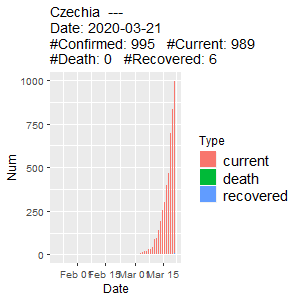 Czechia  ---
Date: 2020-03-21
#Confirmed: 995   #Current: 989
#Death: 0   #Recovered: 6
1000
750
500
250
0
Num
Feb 01 Feb 15 Mar 01 Mar 15
Date
Type
current
death
recovered